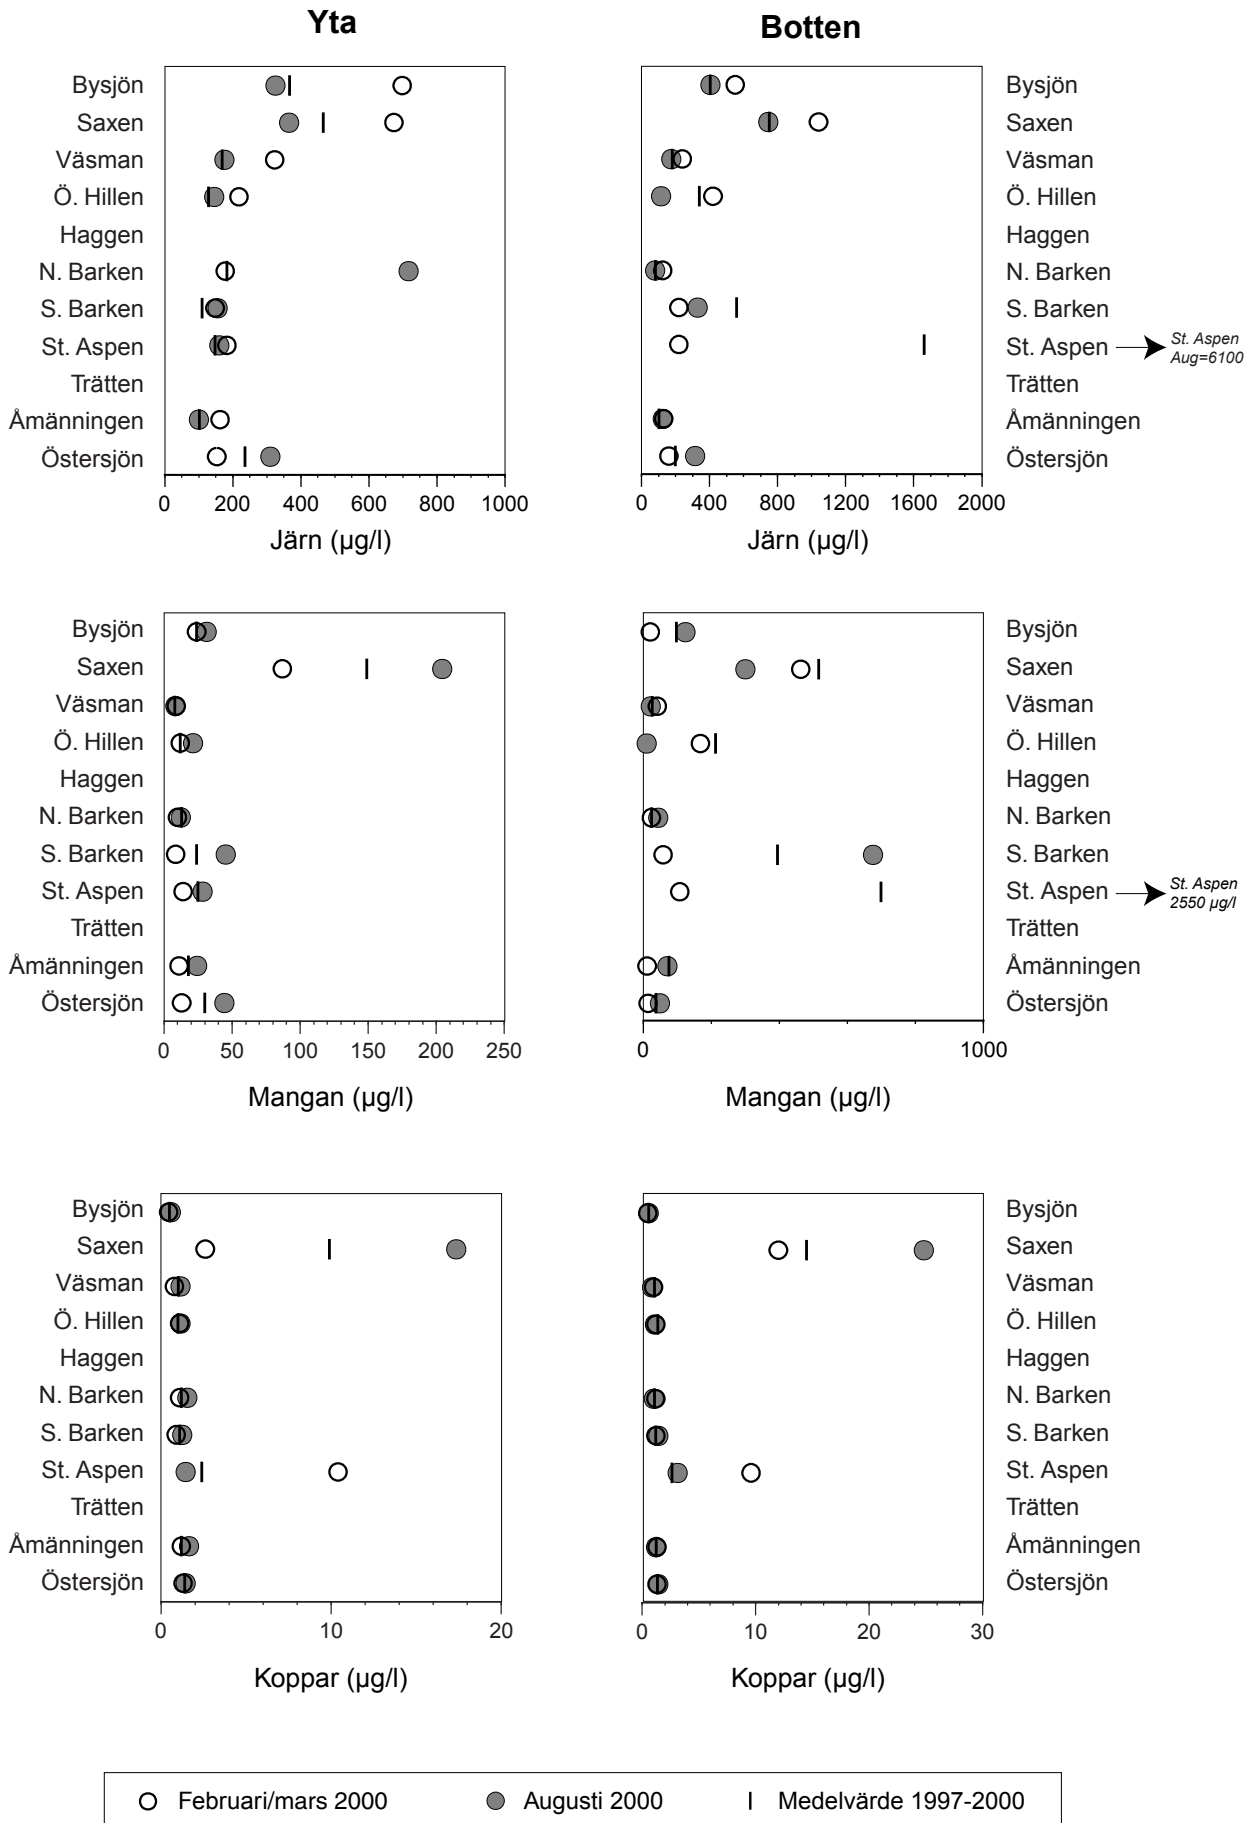 Yta
Botten
Bysjön
Saxen
Väsman
Ö. Hillen
Haggen
N. Barken
S. Barken
St. Aspen
Trätten
Åmänningen
Östersjön
0 200 400 600 800 1000
Järn (µg/l)
Bysjön
Saxen
Väsman
Ö. Hillen
Haggen
N. Barken
S. Barken
St. Aspen
St. Aspen
Aug=6100
Trätten
Åmänningen
Östersjön
0 400 800 1200 1600 2000
Järn (µg/l)
Bysjön
Saxen
Väsman
Ö. Hillen
Haggen
N. Barken
S. Barken
St. Aspen
Trätten
Åmänningen
Östersjön
0 50 100 150 200 250
Mangan (µg/l)
Bysjön
Saxen
Väsman
Ö. Hillen
Haggen
N. Barken
S. Barken
St. Aspen
St. Aspen
2550 µg/l
Trätten
Åmänningen
Östersjön
0 1000
Mangan (µg/l)
Bysjön
Saxen
Väsman
Ö. Hillen
Haggen
N. Barken
S. Barken
St. Aspen
Trätten
Åmänningen
Östersjön
0 10 20
Koppar (µg/l)
Bysjön
Saxen
Väsman
Ö. Hillen
Haggen
N. Barken
S. Barken
St. Aspen
Trätten
Åmänningen
Östersjön
0 10 20 30
Koppar (µg/l)
Februari/mars 2000 Augusti 2000 Medelvärde 1997-2000